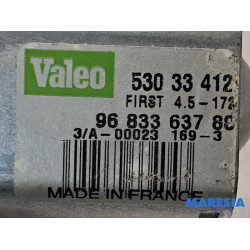 Valeo
530 33 412
FIRST 4.5-172
96 833 637 80
3/A-00023 169-3
MADE IN FRANCE
MARESIA